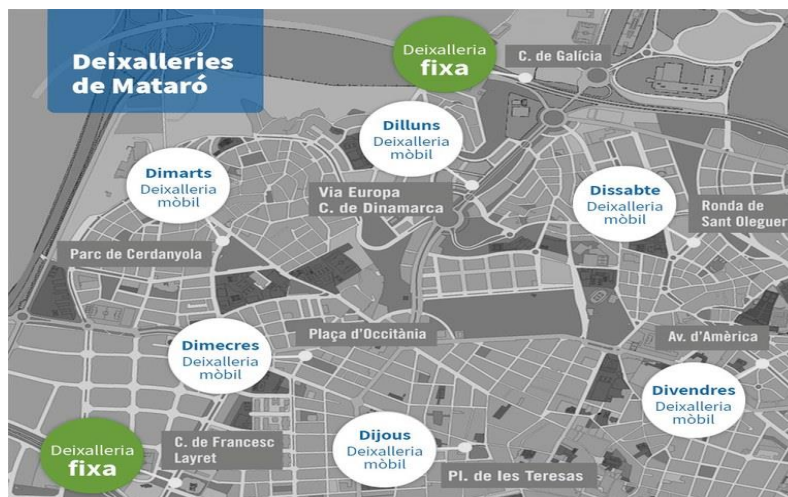 Deixalleries
de Mataró
Deixalleria
fixa
C. de Galícia
Dilluns
Deixalleria
mòbil
Dimarts
Deixalleria
mòbil
Via Europa
C. de Dinamarca
Dissabte
Deixalleria
mòbil
Ronda de
Sant Oleguer
Parc de Cerdanyola
Plaça d'Occitània
Av. d'Amèrica
Dimecres
Deixalleria
mòbil
Divendres
Deixalleria
mòbil
Deixalleria
fixa
C. de Francesc
Layret
Dijous
Deixalleria
mòbil
Pl. de les Teresas